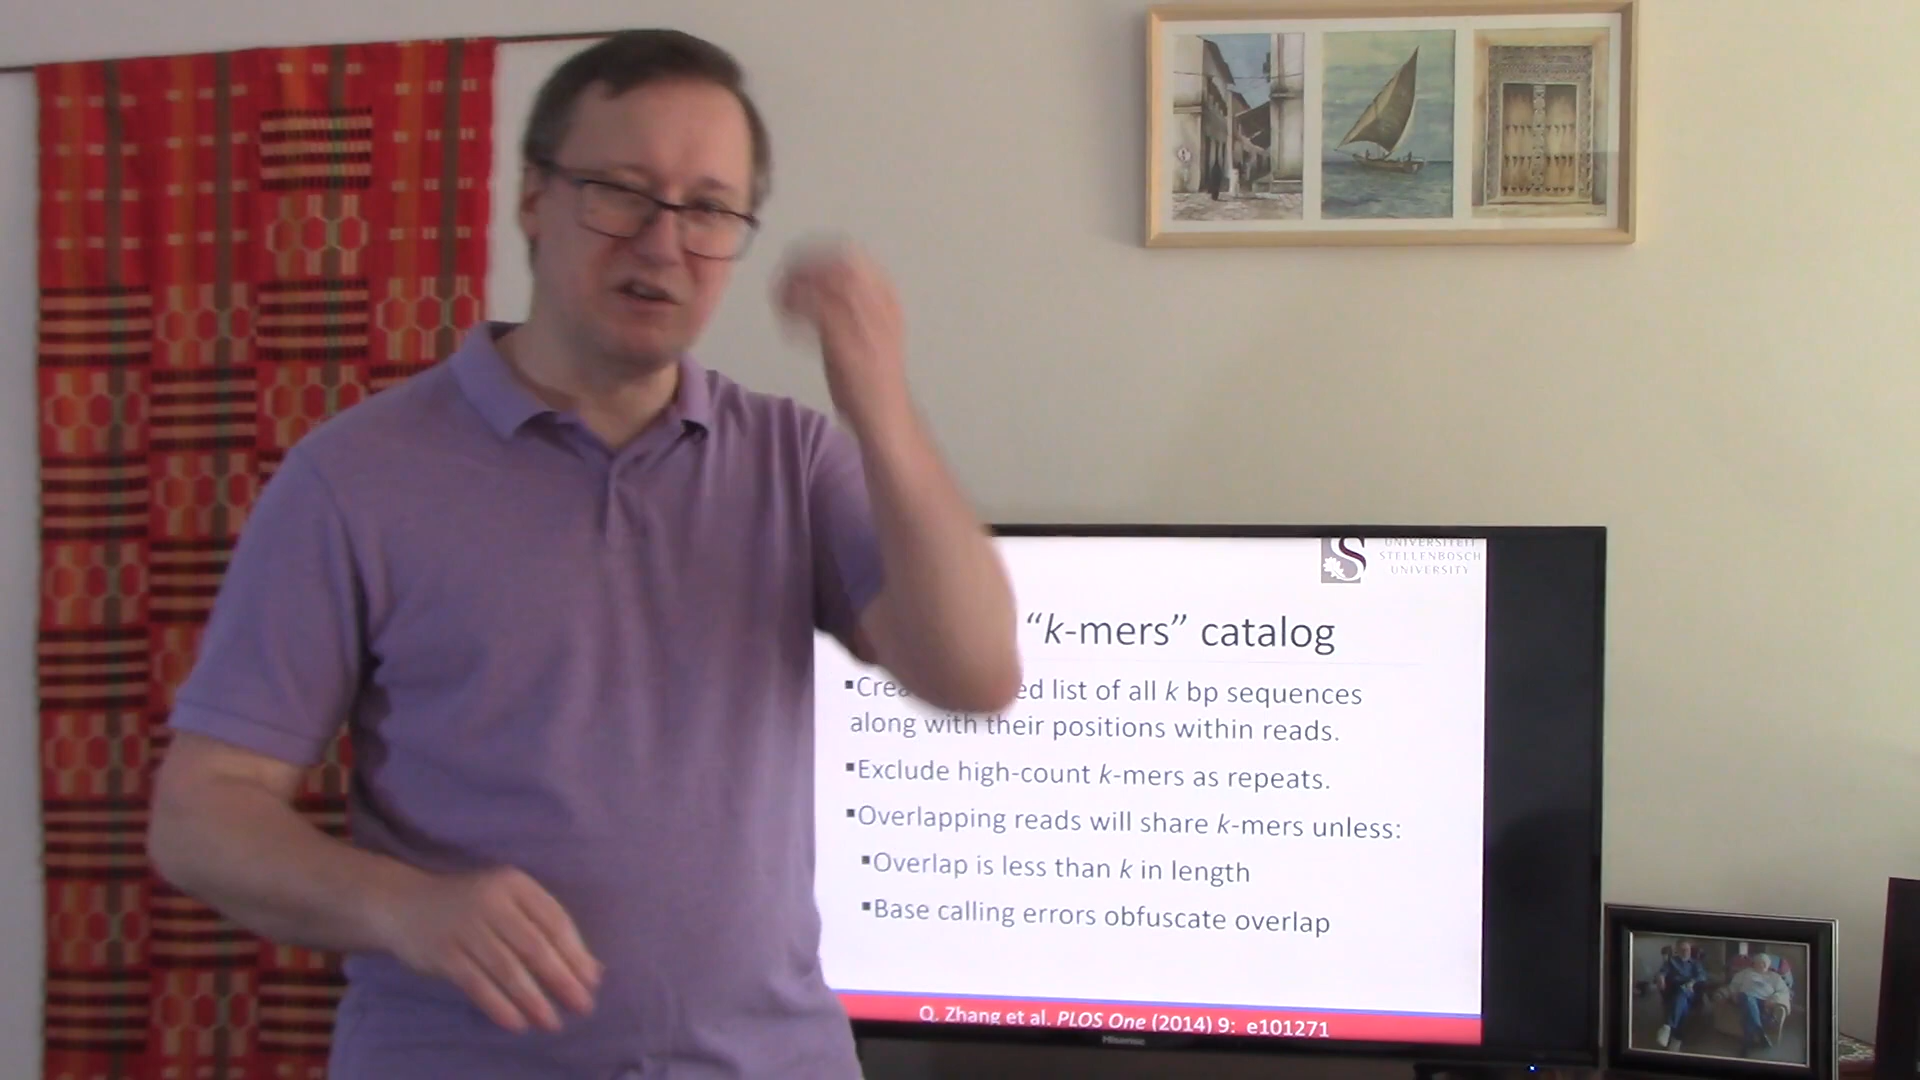 UNIVERSITEIT
STELLENBOSCH
UNIVERSITY
“k-mers” catalog
▪ list of all k bp sequences
along with their positions within reads.
▪Exclude high-count k-mers as repeats.
▪Overlapping reads will share k-mers unless:
▪Overlap is less than k in length
▪Base calling errors obfuscate overlap
Q. Zhang et al. PLOS One (2014) 9: e101271
Hisense